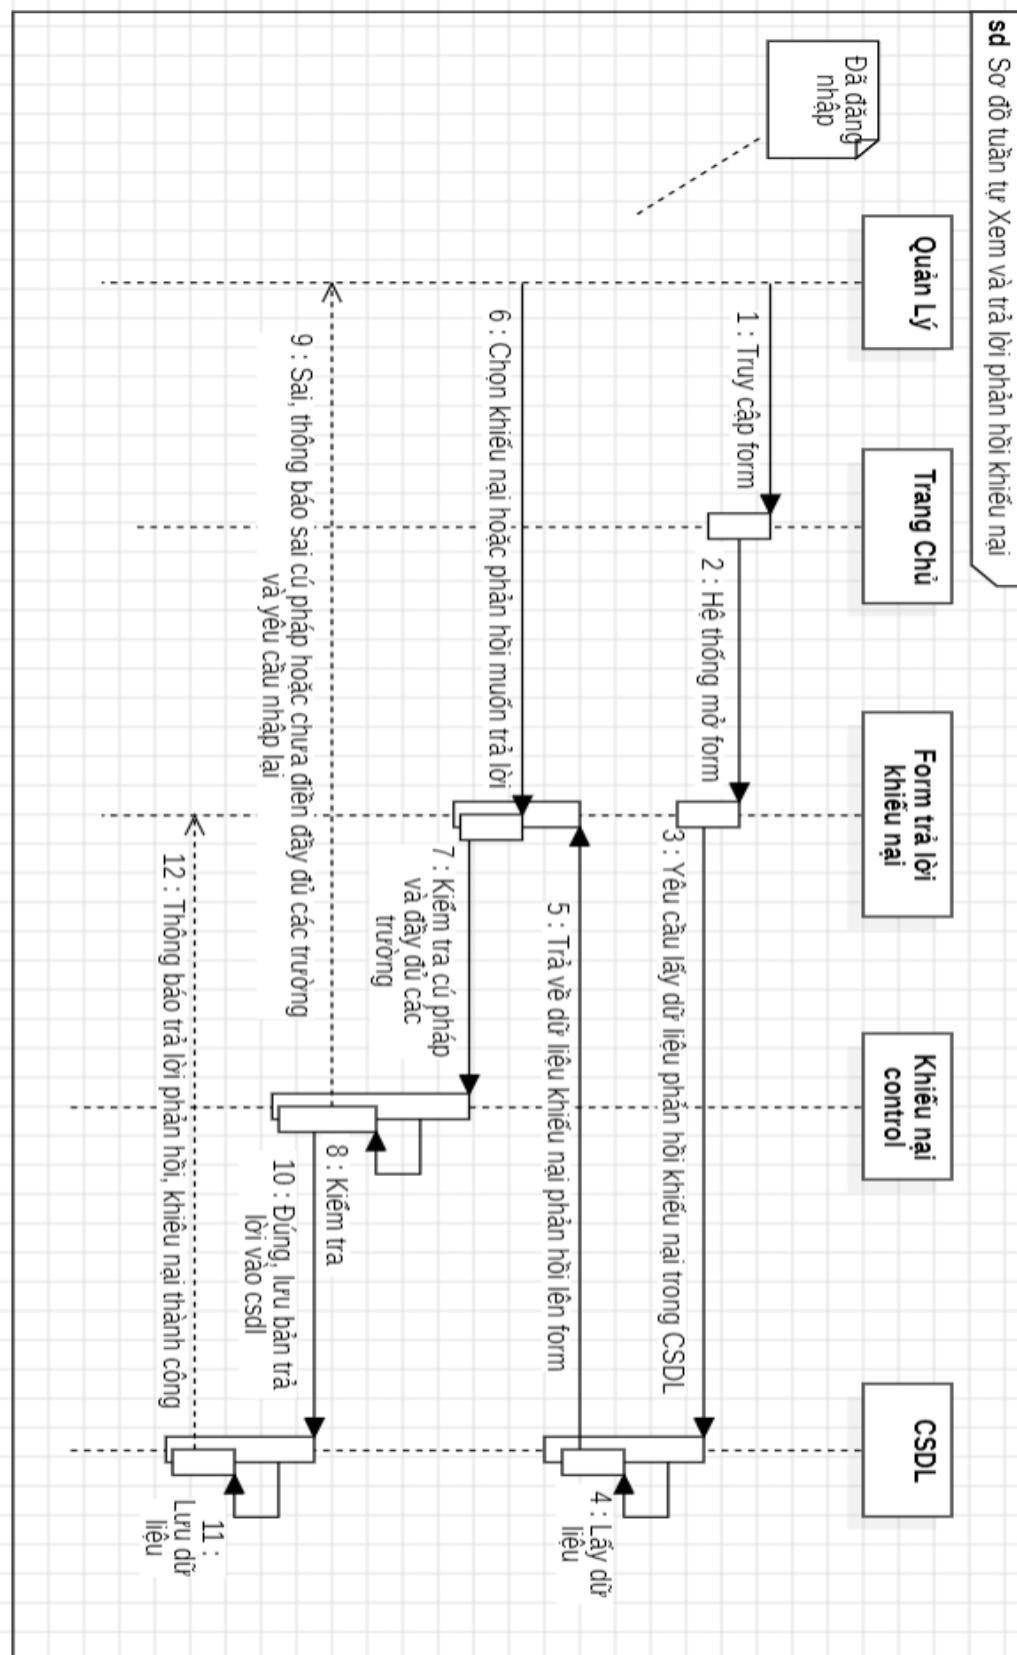 sd Sơ đồ tuần tự Xem và trả lời phản hồi khiếu nại
Đã đăng
nhập
Quản Lý
Trang Chủ
Form trả lời
khiếu nại
Khiếu nại
control
CSDL
1 : Truy cập form
2 : Hệ thống mở form
3 : Yêu cầu lấy dữ liệu phản hồi khiếu nại trong CSDL
4 : Lấy dữ
liệu
5 : Trả về dữ liệu khiếu nại phản hồi lên form
6 : Chọn khiếu nại hoặc phản hồi muốn trả lời
7 : Kiểm tra cú pháp
và đầy đủ các
trường
8 : Kiểm tra
9 : Sai, thông báo sai cú pháp hoặc chưa điền đầy đủ các trường
và yêu cầu nhập lại
10 : Đúng, lưu bản trả
lời vào csdl
11 :
Lưu dữ
liệu
12 : Thông báo trả lời phản hồi, khiêu nại thành công